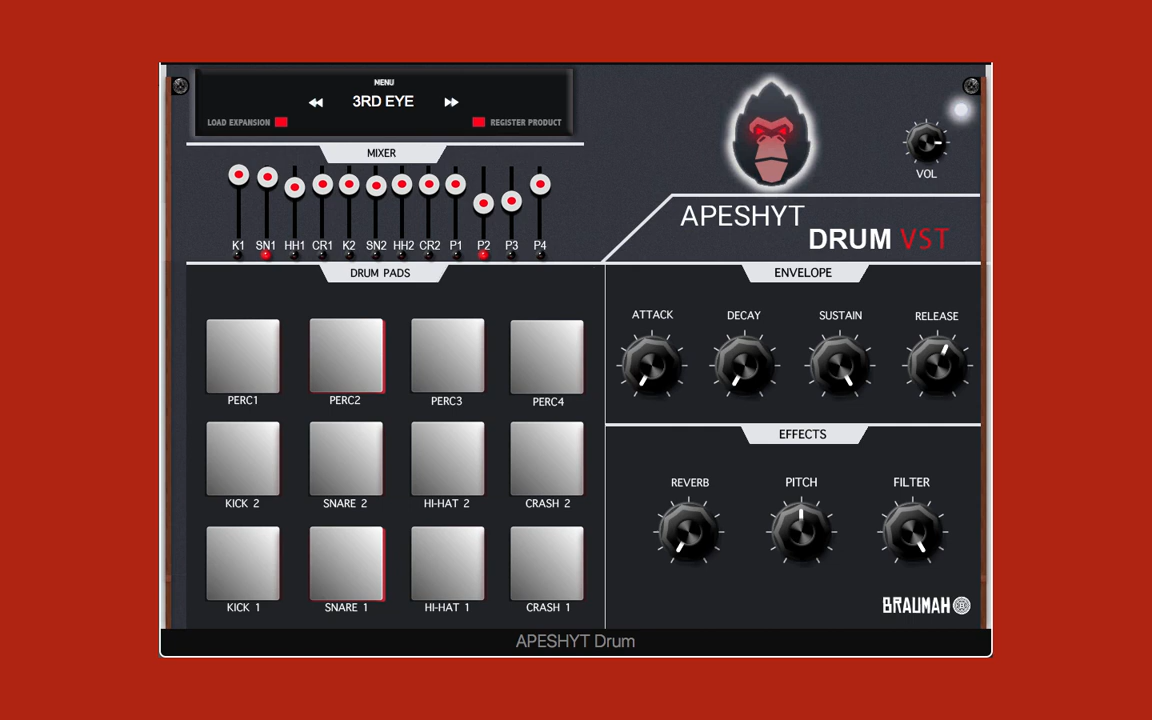 MENU
3RD EYE
LOAD EXPANSION
REGISTER PRODUCT
VOL
MIXER
K1 SN1 HH1 CR1 K2 SN2 HH2 CR2 P1 P2 P3 P4
APESHYT
DRUM VST
DRUM PADS
PERC1 PERC2 PERC3 PERC4
KICK 2 SNARE 2 HI-HAT 2 CRASH 2
KICK 1 SNARE 1 HI-HAT 1 CRASH 1
ENVELOPE
ATTACK DECAY SUSTAIN RELEASE
EFFECTS
REVERB PITCH FILTER
BRAUMAH
APESHYT Drum